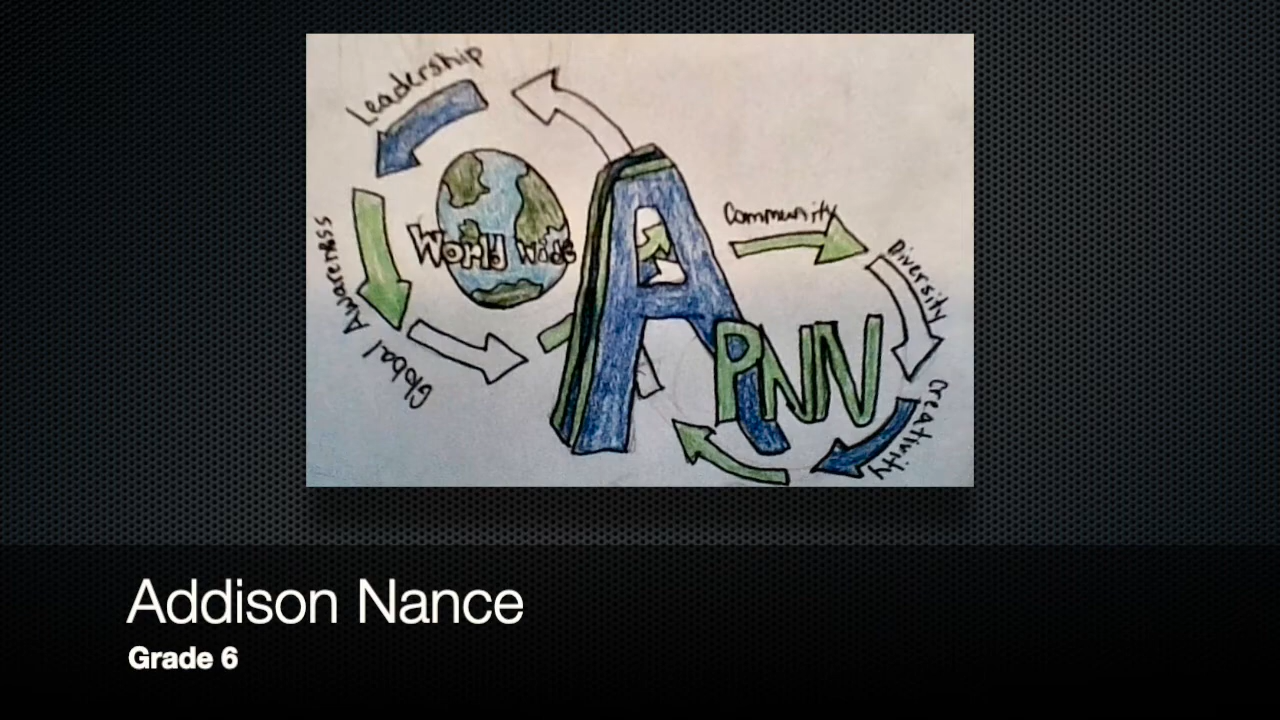 Leadership
Community
World Wide
Diversity
Global Awareness
A
PNN
Creativity
Addison Nance
Grade 6